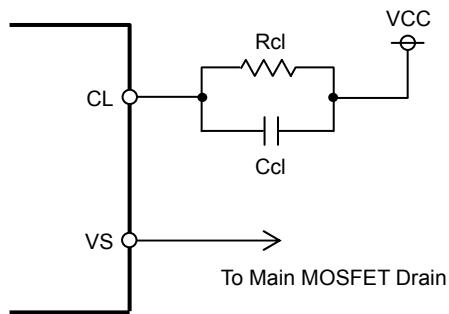 VCC
Rcl
CL
Ccl
VS
To Main MOSFET Drain